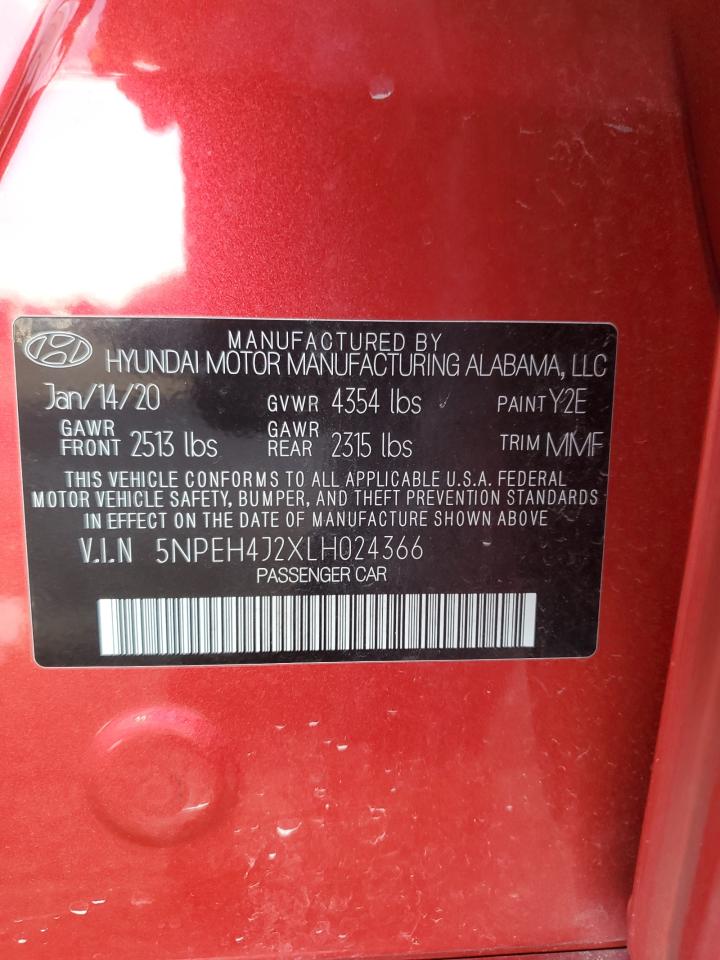 MANUFACTURED BY
HYUNDAI MOTOR MANUFACTURING ALABAMA, LLC
Jan/14/20 GVWR 4354 lbs PAINT Y2E
GAWR FRONT 2513 lbs GAWR REAR 2315 lbs TRIM MMF
THIS VEHICLE CONFORMS TO ALL APPLICABLE U.S.A. FEDERAL
MOTOR VEHICLE SAFETY, BUMPER, AND THEFT PREVENTION STANDARDS
IN EFFECT ON THE DATE OF MANUFACTURE SHOWN ABOVE
V.I.N 5NPEH4J2XLH024366
PASSENGER CAR